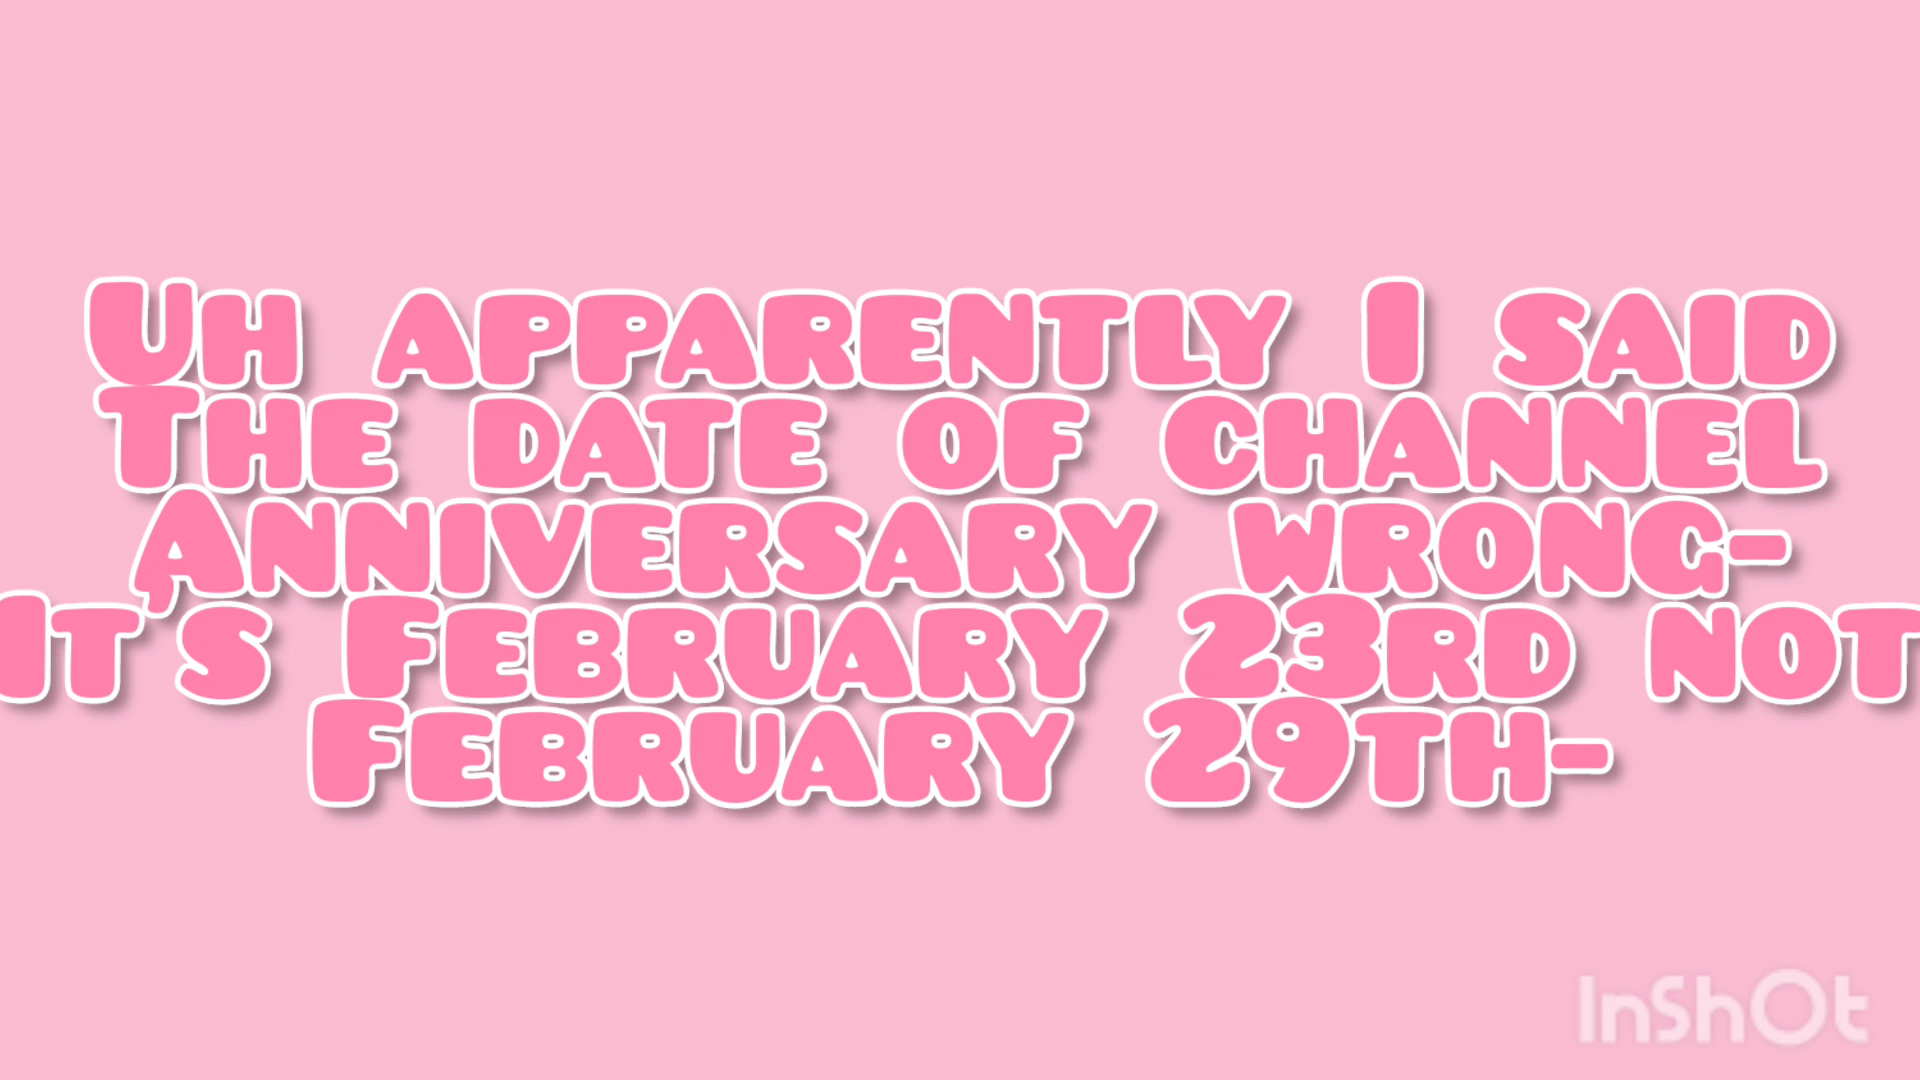 Uh apparently I said
The date of channel
Anniversary wrong-
It's February 23rd not
February 29th-
InShOt